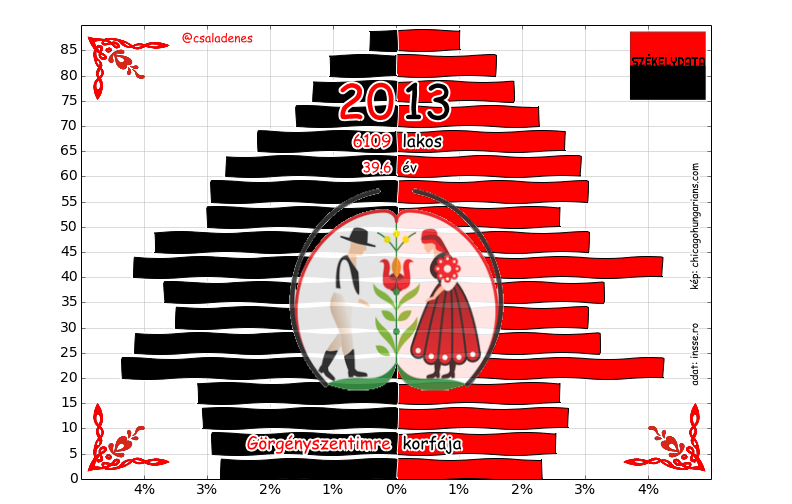 @csaladenes
SZÉKELYDATA
2013
6109 lakos
39.6 év
kép: chicagohungarians.com
adat: insse.ro
Görgényszentimre korfája
85
80
75
70
65
60
55
50
45
40
35
30
25
20
15
10
5
0
4% 3% 2% 1% 0% 1% 2% 3% 4%